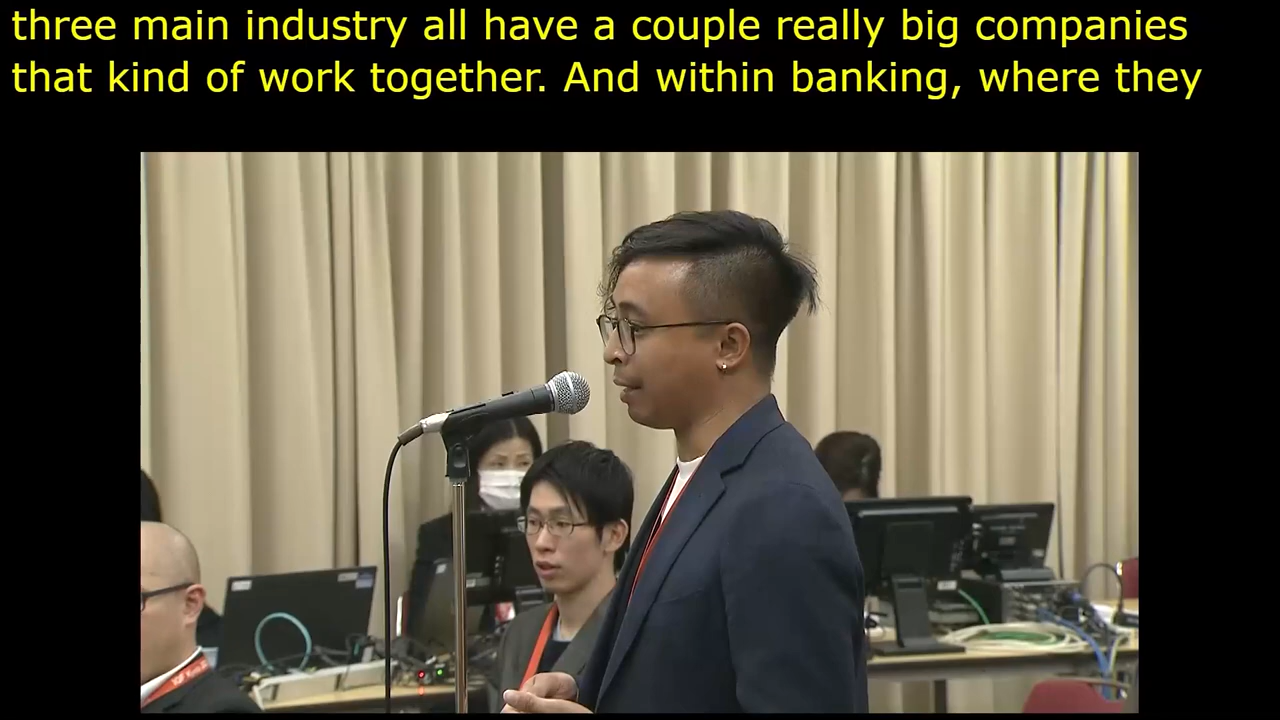 three main industry all have a couple really big companies
that kind of work together. And within banking, where they